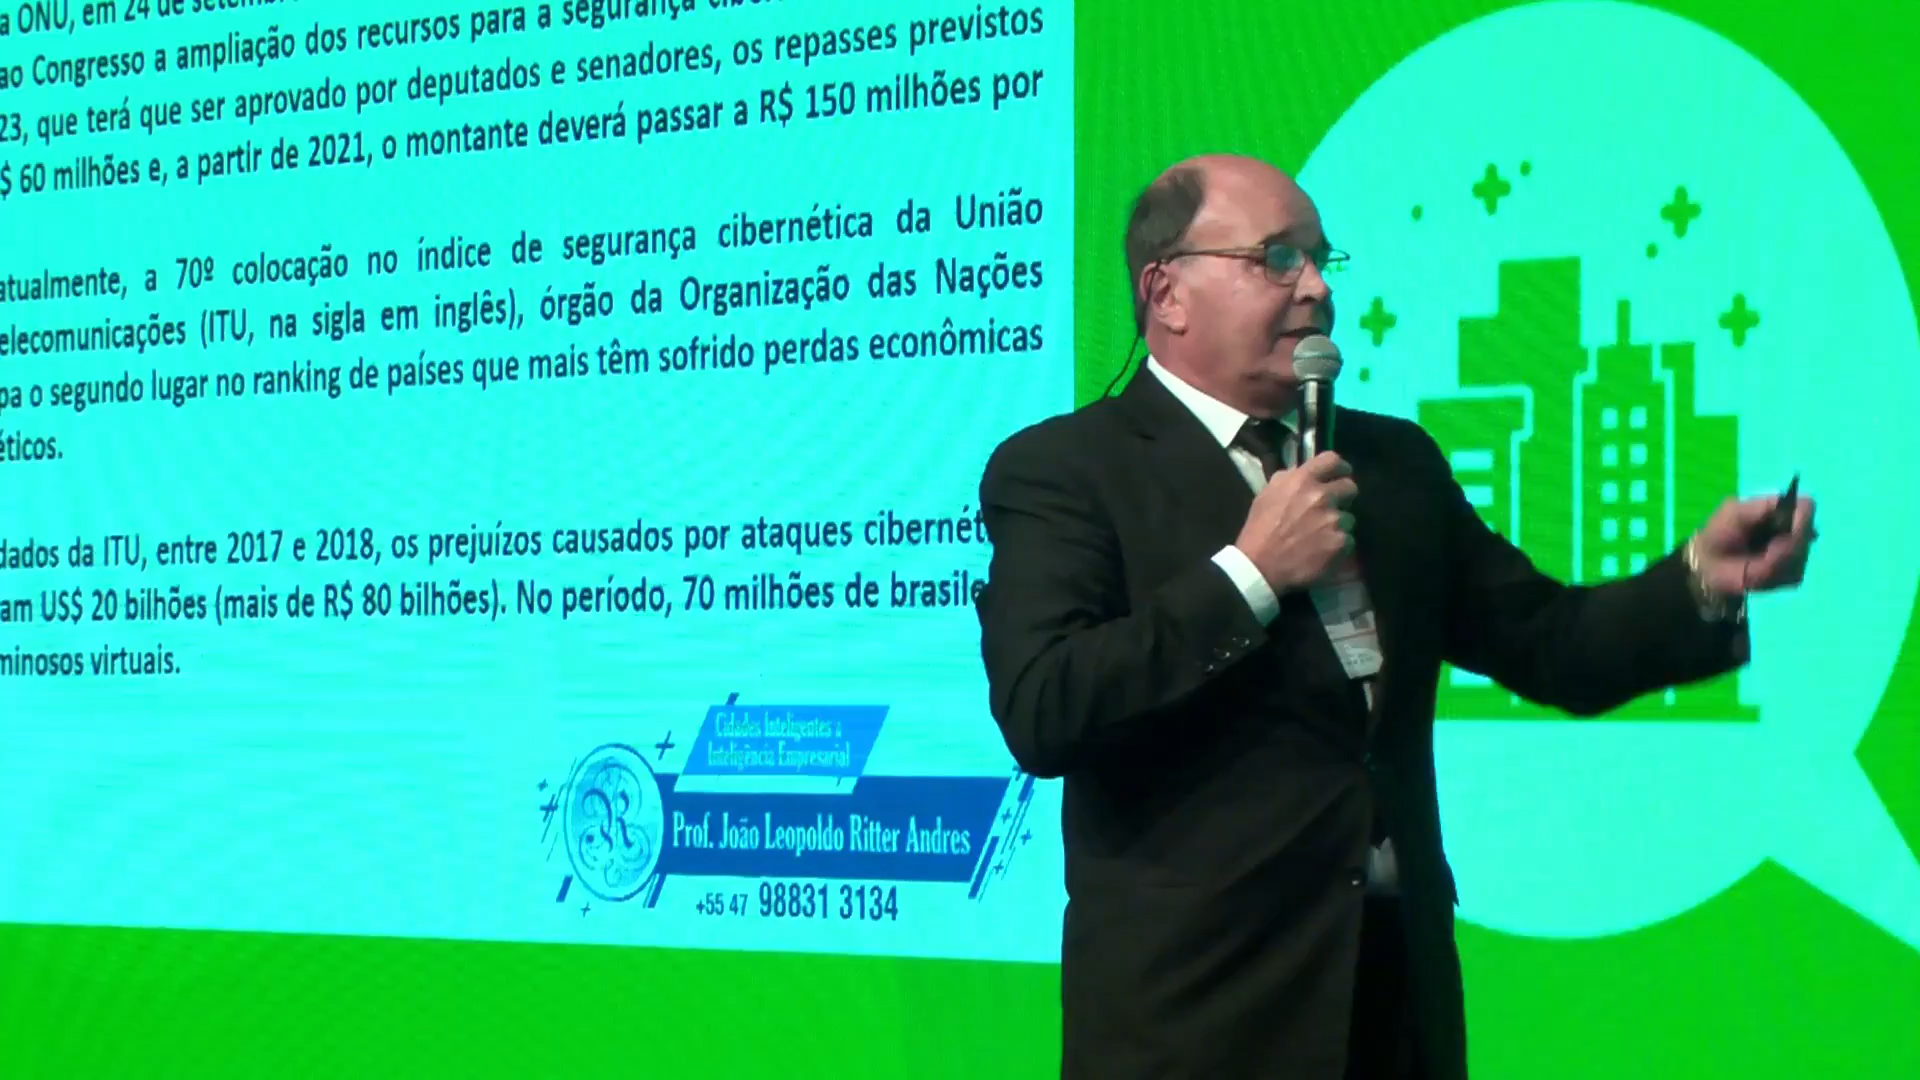 a ONU, em 24 de
ao Congresso a ampliação dos recursos para a segurança
23, que terá que ser aprovado por deputados e senadores, os repasses previstos
$ 60 milhões e, a partir de 2021, o montante deverá passar a R$ 150 milhões por
atualmente, a 70º colocação no índice de segurança cibernética da União
elecomunicações (ITU, na sigla em inglês), órgão da Organização das Nações
pa o segundo lugar no ranking de países que mais têm sofrido perdas econômicas
éticos.
dados da ITU, entre 2017 e 2018, os prejuízos causados por ataques cibernét
am US$ 20 bilhões (mais de R$ 80 bilhões). No período, 70 milhões de brasile
minosos virtuais.
Cidades Inteligentes a
Inteligência Empresarial
R
Prof. João Leopoldo Ritter Andres
+55 47 98831 3134